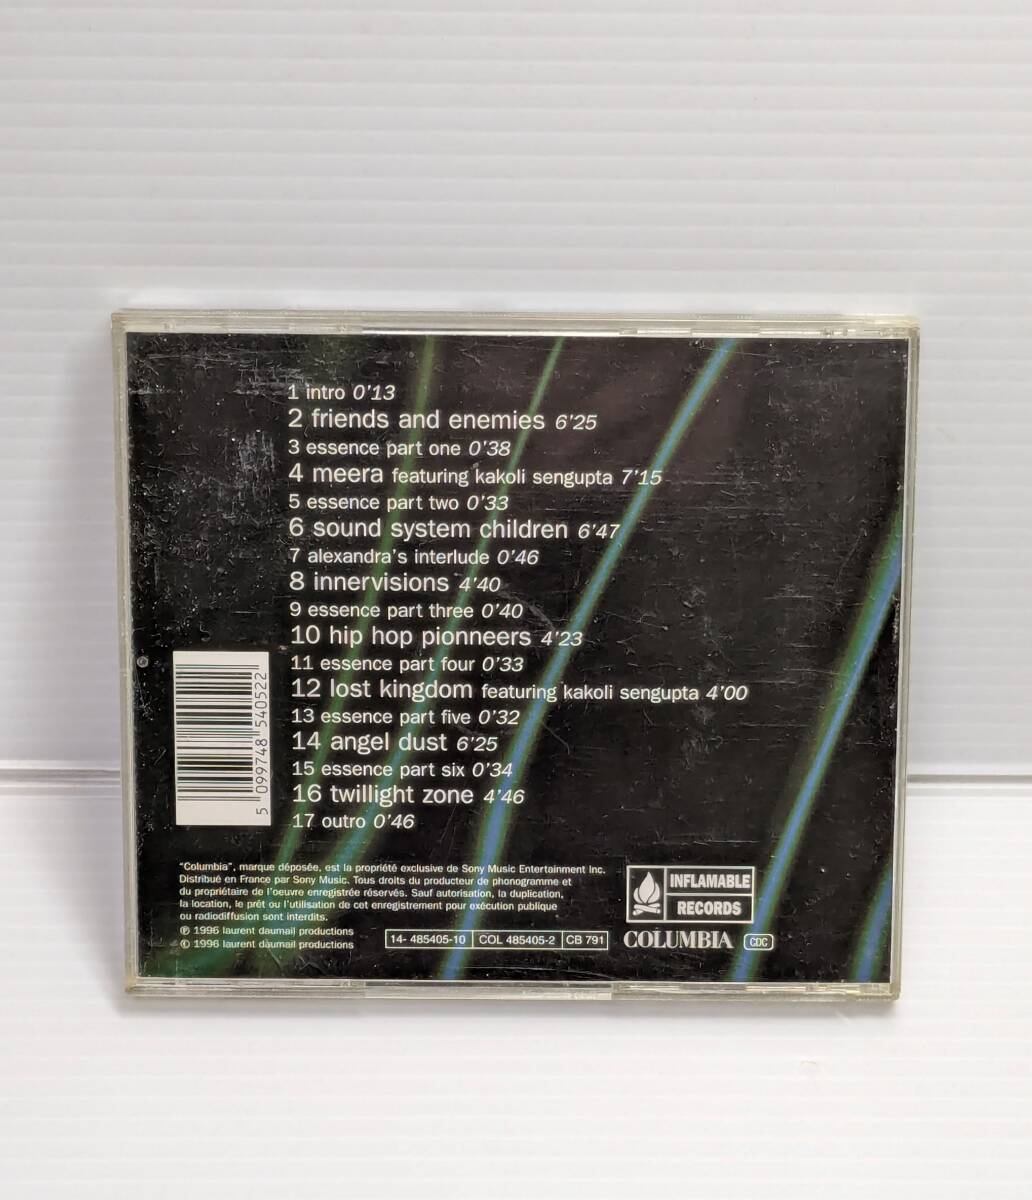 1 intro 0'13
2 friends and enemies 6'25
3 essence part one 0'38
4 meera featuring kakoli sengupta 7'15
5 essence part two 0'33
6 sound system children 6'47
7 alexandra's interlude 0'46
8 innervisions 4'40
9 essence part three 0'40
10 hip hop pionneers 4'23
11 essence part four 0'33
12 lost kingdom featuring kakoli sengupta 4'00
13 essence part five 0'32
14 angel dust 6'25
15 essence part six 0'34
16 twillight zone 4'46
17 outro 0'46
5 099748 540522
"Columbia", marque déposée, est la propriété exclusive de Sony Music Entertainment Inc.
Distribué en France par Sony Music. Tous droits du producteur de phonogramme et
du propriétaire de l'oeuvre enregistrée réservés. Sauf autorisation, la duplication,
la location, le prêt ou l'utilisation de cet enregistrement pour exécution publique
ou radiodiffusion sont interdits.
℗ 1996 laurent daumail productions
© 1996 laurent daumail productions
14- 485405-10 COL 485405-2 CB 791
INFLAMABLE
RECORDS
COLUMBIA CDC